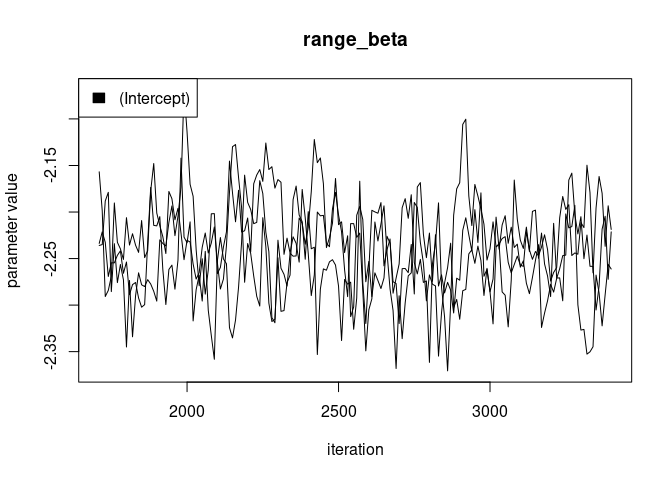 range_beta
(Intercept)
parameter value
-2.15
-2.25
-2.35
2000
2500
3000
iteration